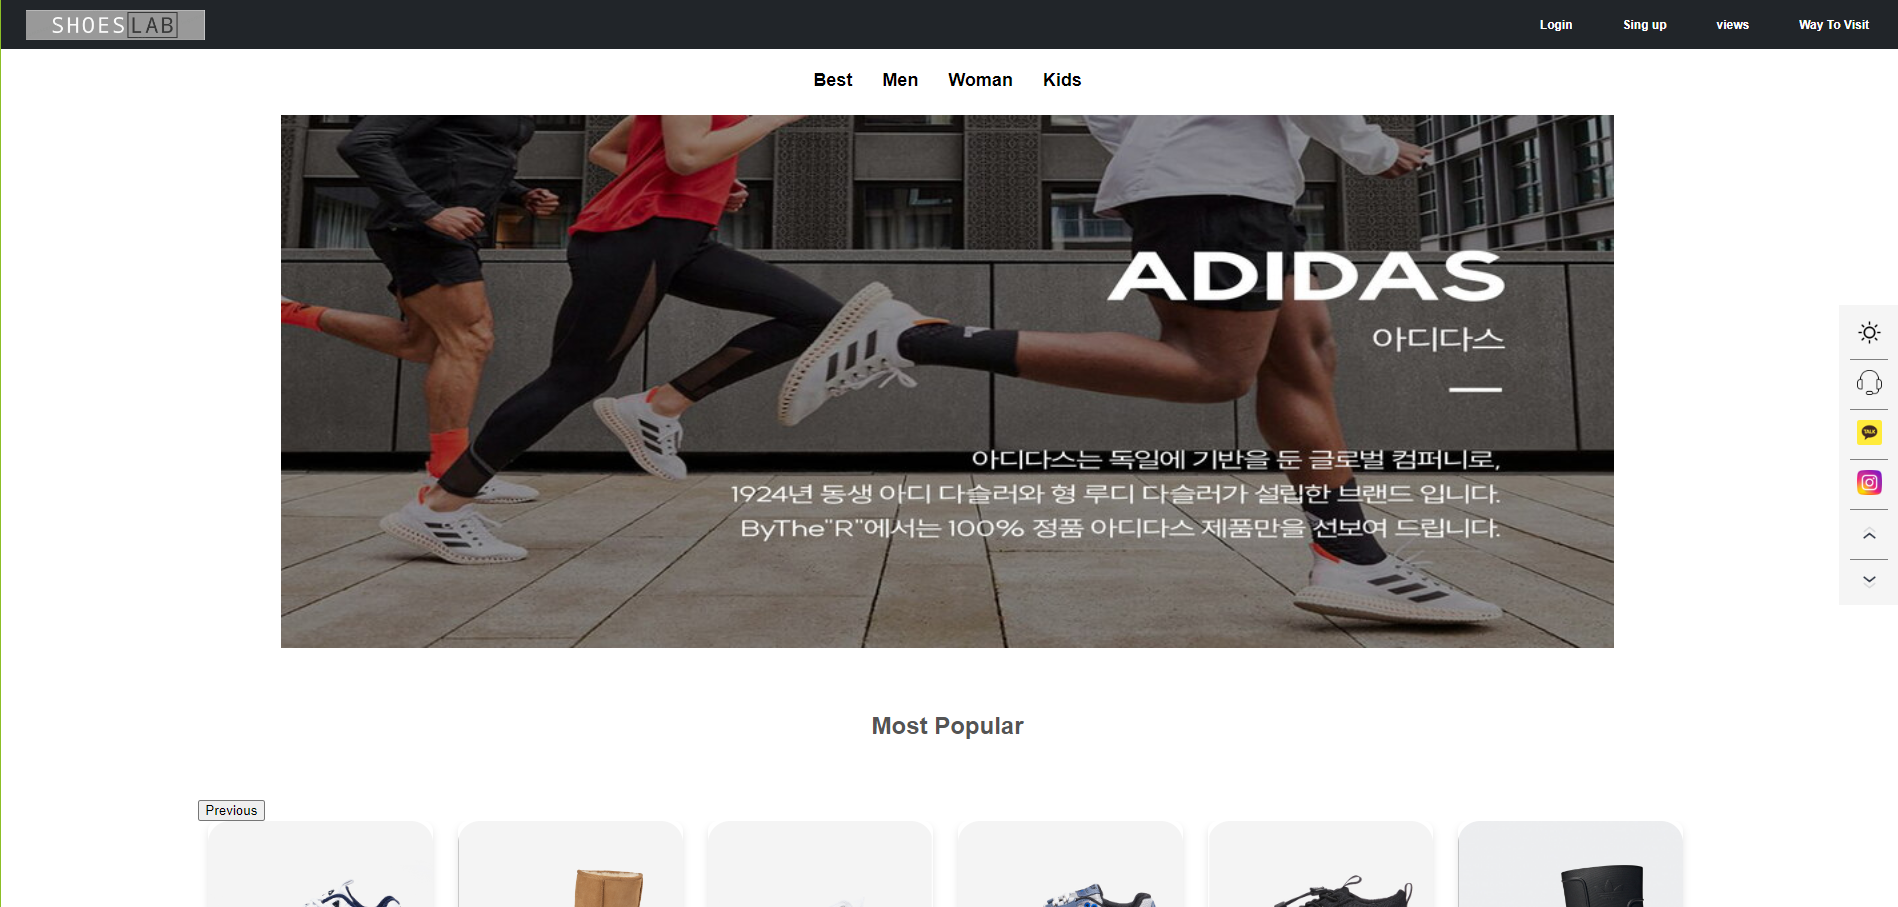 SHOES LAB
Login
Sing up
views
Way To Visit
Best
Men
Woman
Kids
ADIDAS
아디다스
아디다스는 독일에 기반을 둔 글로벌 컴퍼니로,
1924년 동생 아디 다슬러와 형 루디 다슬러가 설립한 브랜드 입니다.
ByThe"R"에서는 100% 정품 아디다스 제품만을 선보여 드립니다.
TALK
Most Popular
Previous